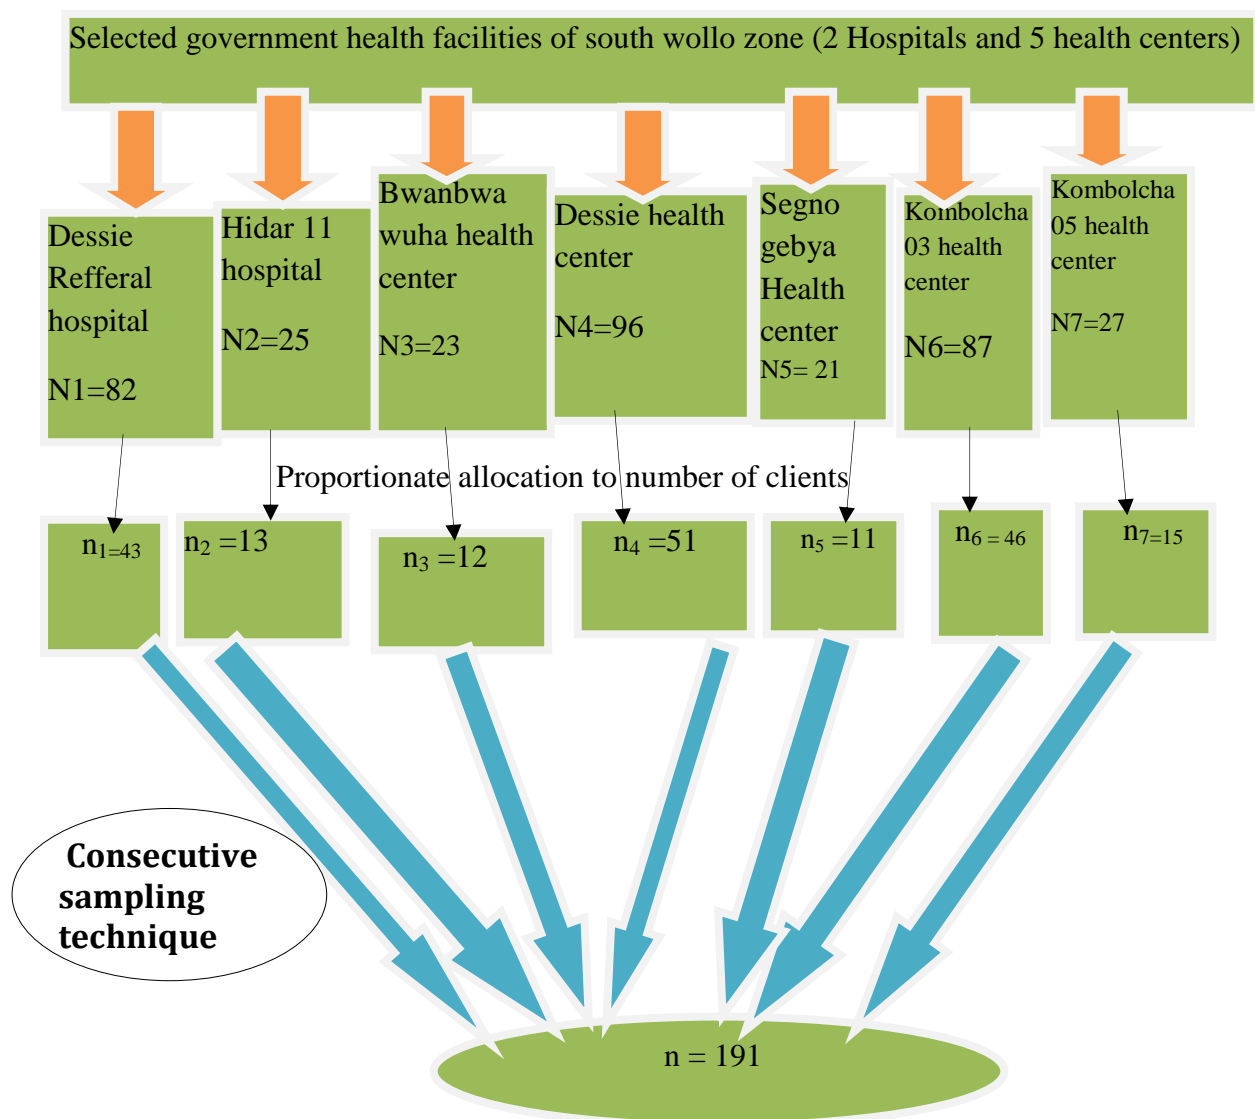 Selected government health facilities of south wollo zone (2 Hospitals and 5 health centers)
Dessie
Refferal
hospital
N1=82
Hidar 11
hospital
N2=25
Bwanbwa
wuha health
center
N3=23
Dessie health
center
N4=96
Segno
gebya
Health
center
N5= 21
Kombolcha
03 health
center
N6=87
Kombolcha
05 health
center
N7=27
Proportionate allocation to number of clients
n₁₌₄₃
n₂ =13
n₃ =12
n₄ =51
n₅ =11
n₆ ₌ ₄₆
n₇₌₁₅
Consecutive
sampling
technique
n = 191